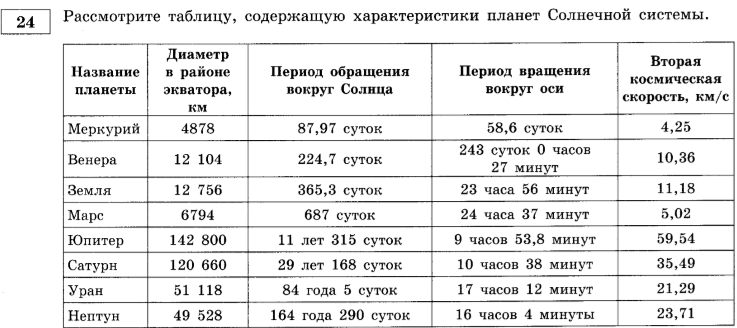 24
Рассмотрите таблицу, содержащую характеристики планет Солнечной системы.
Название планеты | Диаметр в районе экватора, км | Период обращения вокруг Солнца | Период вращения вокруг оси | Вторая космическая скорость, км/с
Меркурий | 4878 | 87,97 суток | 58,6 суток | 4,25
Венера | 12 104 | 224,7 суток | 243 суток 0 часов 27 минут | 10,36
Земля | 12 756 | 365,3 суток | 23 часа 56 минут | 11,18
Марс | 6794 | 687 суток | 24 часа 37 минут | 5,02
Юпитер | 142 800 | 11 лет 315 суток | 9 часов 53,8 минут | 59,54
Сатурн | 120 660 | 29 лет 168 суток | 10 часов 38 минут | 35,49
Уран | 51 118 | 84 года 5 суток | 17 часов 12 минут | 21,29
Нептун | 49 528 | 164 года 290 суток | 16 часов 4 минуты | 23,71